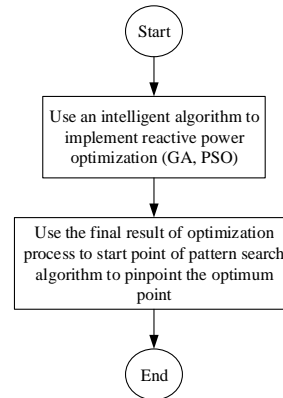 Start
Use an intelligent algorithm to
implement reactive power
optimization (GA, PSO)
Use the final result of optimization
process to start point of pattern search
algorithm to pinpoint the optimum
point
End